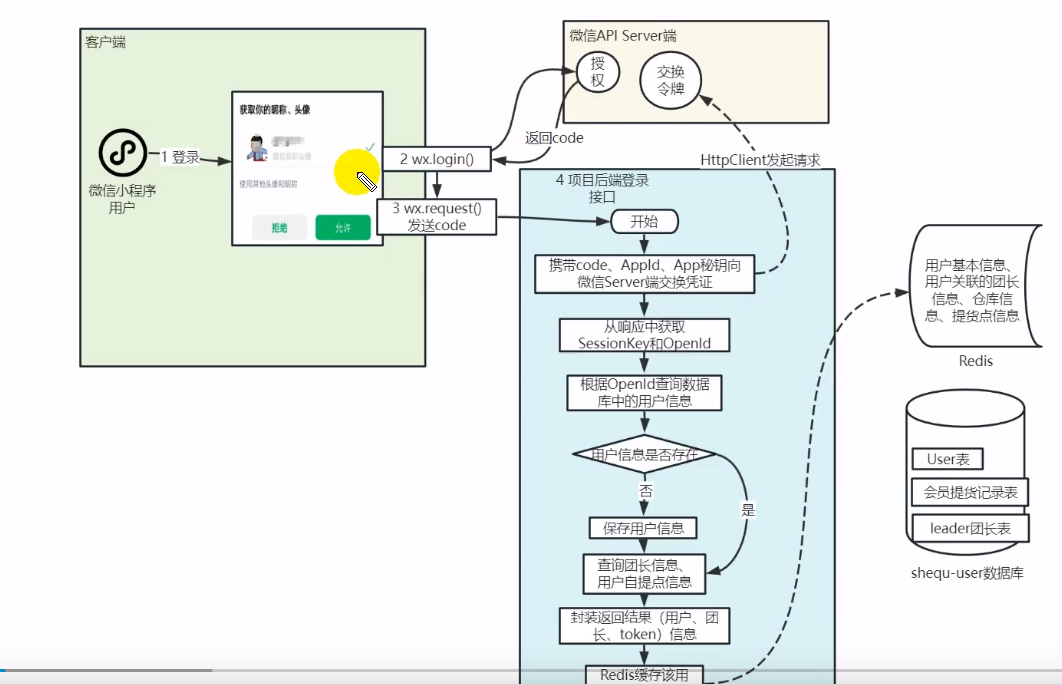 客户端
获取你的昵称、头像
使用其他头像和昵称
拒绝
允许
微信小程序
用户
1 登录
2 wx.login()
3 wx.request()
发送code
微信API Server端
授
权
交换
令牌
返回code
HttpClient发起请求
4 项目后端登录
接口
开始
携带code、AppId、App秘钥向
微信Server端交换凭证
从响应中获取
SessionKey和OpenId
根据OpenId查询数据
库中的用户信息
用户信息是否存在
否
是
保存用户信息
查询团长信息、
用户自提点信息
封装返回结果（用户、团
长、token）信息
Redis缓存该用
用户基本信息、
用户关联的团长
信息、仓库信
息、提货点信息
Redis
User表
会员提货记录表
leader团长表
shequ-user数据库